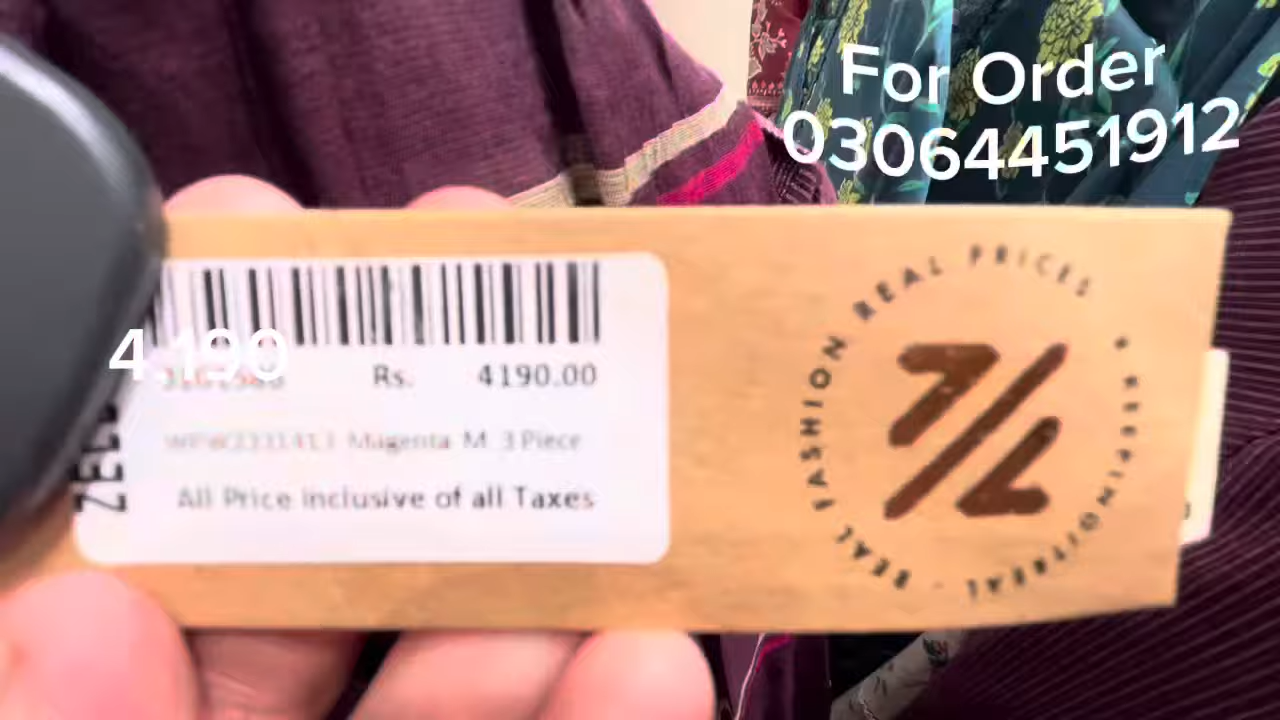 For Order
03064451912
4.190
Rs. 4190.00
Magenta M 3 Piece
All Price inclusive of all Taxes
REAL FASHION REAL PRICES
KEEPINGITREAL